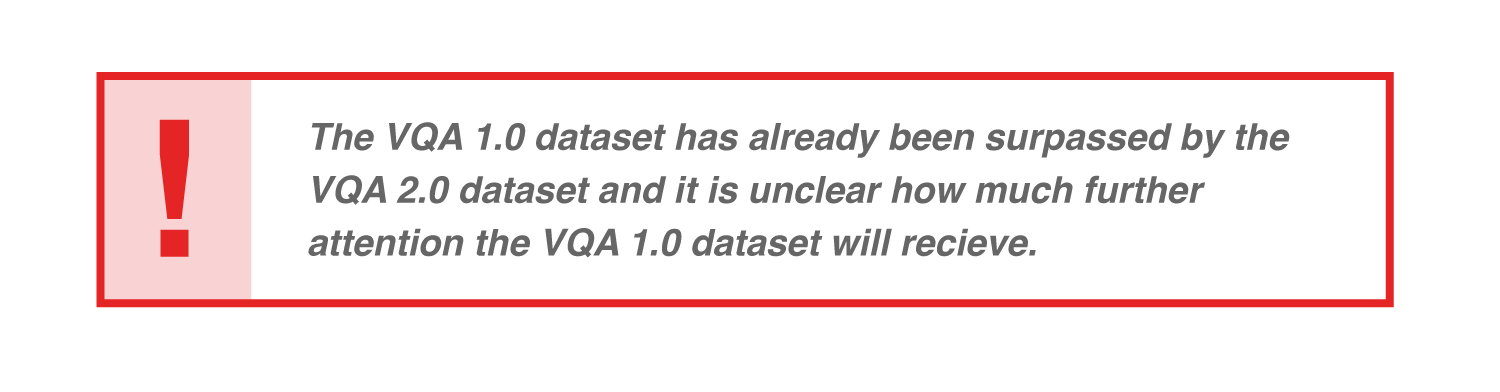 !
The VQA 1.0 dataset has already been surpassed by the
VQA 2.0 dataset and it is unclear how much further
attention the VQA 1.0 dataset will recieve.